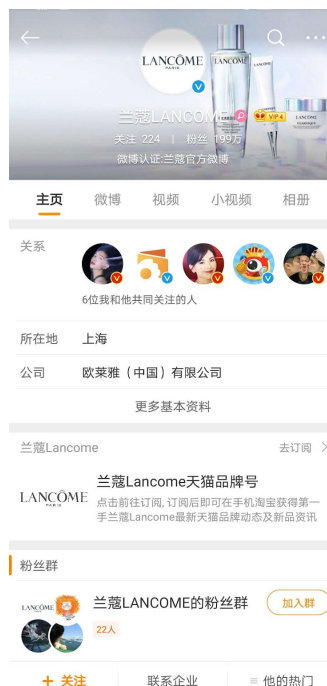 LANCÔME
PARIS
LANCÔME
兰蔻LANCOME
VIP 4
关注 224 | 粉丝 199万
微博认证:兰蔻官方微博
主页 微博 视频 小视频 相册
关系
6位我和他共同关注的人
所在地 上海
公司 欧莱雅（中国）有限公司
更多基本资料
兰蔻Lancome 去订阅
LANCÔME
兰蔻Lancome天猫品牌号
点击前往订阅, 订阅后即可在手机淘宝获得第一
手兰蔻Lancome最新天猫品牌动态及新品资讯
粉丝群
LANCÔME
兰蔻LANCOME的粉丝群
加入群
22人
+ 关注 联系企业 他的热门